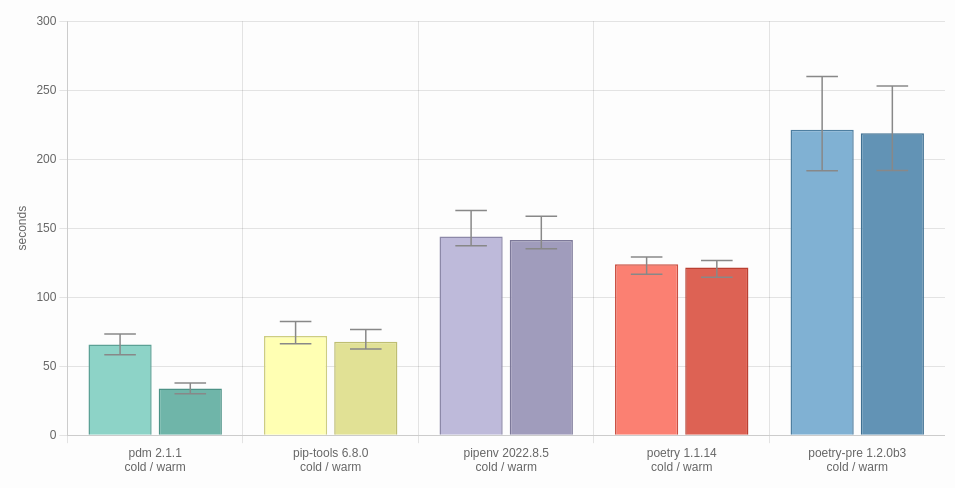 300
250
200
150
100
50
0
seconds
pdm 2.1.1
cold / warm
pip-tools 6.8.0
cold / warm
pipenv 2022.8.5
cold / warm
poetry 1.1.14
cold / warm
poetry-pre 1.2.0b3
cold / warm